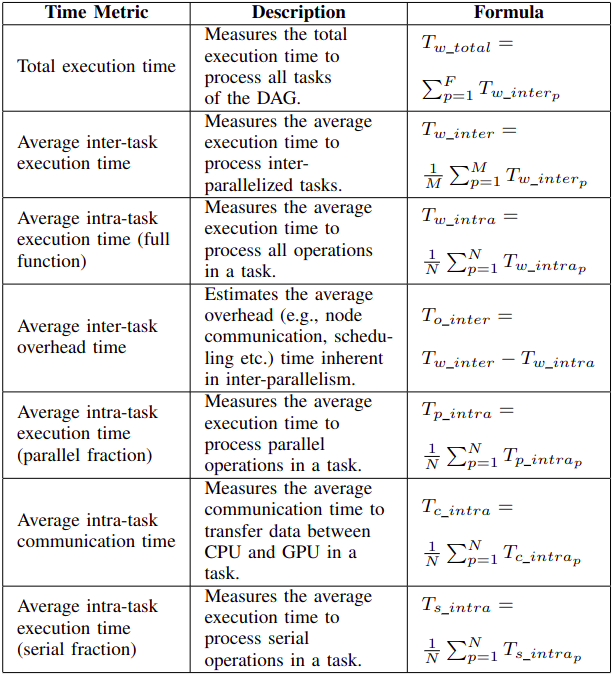 Time Metric Description Formula
Total execution time
Measures the total
execution time to
process all tasks
of the DAG.
T_{w\_total} =
\sum_{p=1}^{F} T_{w\_inter_p}
Average inter-task
execution time
Measures the average
execution time to
process inter-
parallelized tasks.
T_{w\_inter} =
\frac{1}{M} \sum_{p=1}^{M} T_{w\_inter_p}
Average intra-task
execution time (full
function)
Measures the average
execution time to
process all operations
in a task.
T_{w\_intra} =
\frac{1}{N} \sum_{p=1}^{N} T_{w\_intra_p}
Average inter-task
overhead time
Estimates the average
overhead (e.g., node
communication, schedu-
ling etc.) time inherent
in inter-parallelism.
T_{o\_inter} =
T_{w\_inter} − T_{w\_intra}
Average intra-task
execution time
(parallel fraction)
Measures the average
execution time to
process parallel
operations in a task.
T_{p\_intra} =
\frac{1}{N} \sum_{p=1}^{N} T_{p\_intra_p}
Average intra-task
communication time
Measures the average
communication time to
transfer data between
CPU and GPU in a
task.
T_{c\_intra} =
\frac{1}{N} \sum_{p=1}^{N} T_{c\_intra_p}
Average intra-task
execution time
(serial fraction)
Measures the average
execution time to
process serial
operations in a task.
T_{s\_intra} =
\frac{1}{N} \sum_{p=1}^{N} T_{s\_intra_p}